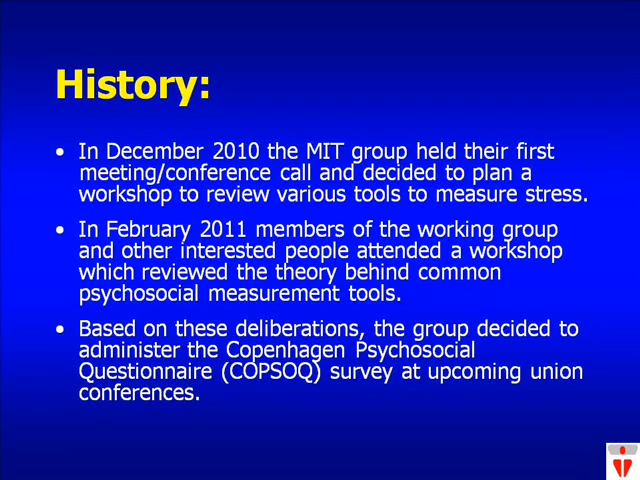 History:
• In December 2010 the MIT group held their first
meeting/conference call and decided to plan a
workshop to review various tools to measure stress.
• In February 2011 members of the working group
and other interested people attended a workshop
which reviewed the theory behind common
psychosocial measurement tools.
• Based on these deliberations, the group decided to
administer the Copenhagen Psychosocial
Questionnaire (COPSOQ) survey at upcoming union
conferences.